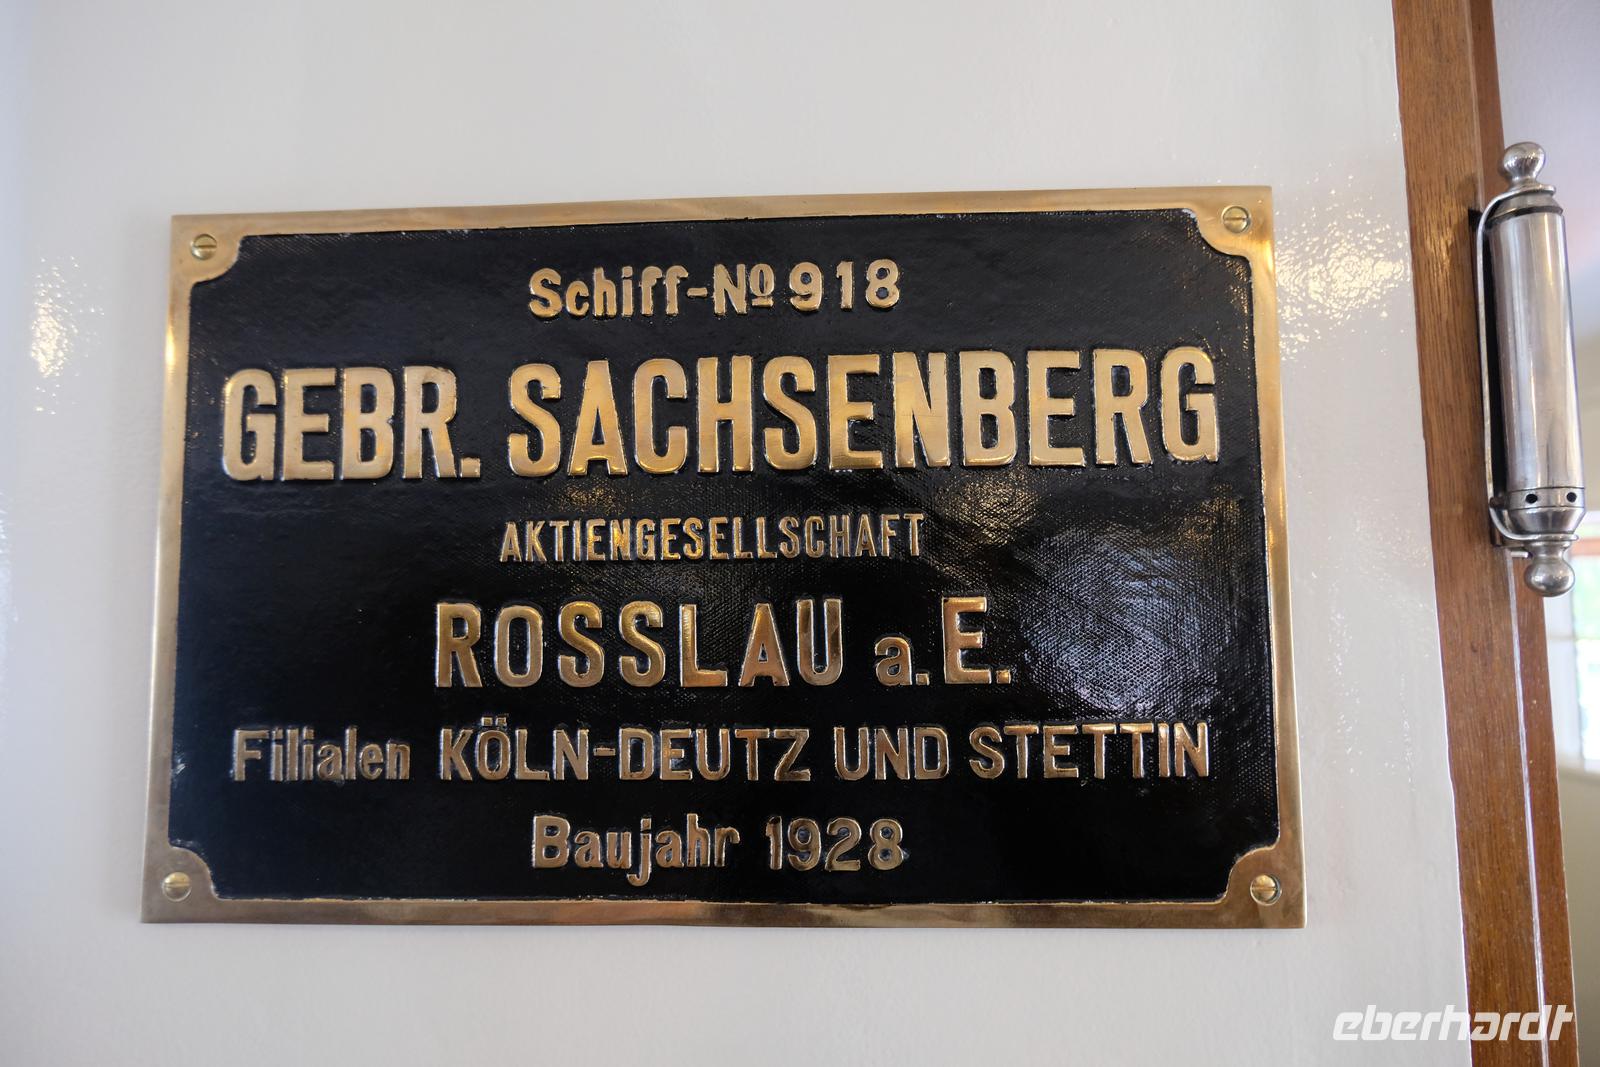 Schiff-Nº 918
GEBR. SACHSENBERG
AKTIENGESELLSCHAFT
ROSSLAU a.E.
Filialen KÖLN-DEUTZ UND STETTIN
Baujahr 1928
eberhardt